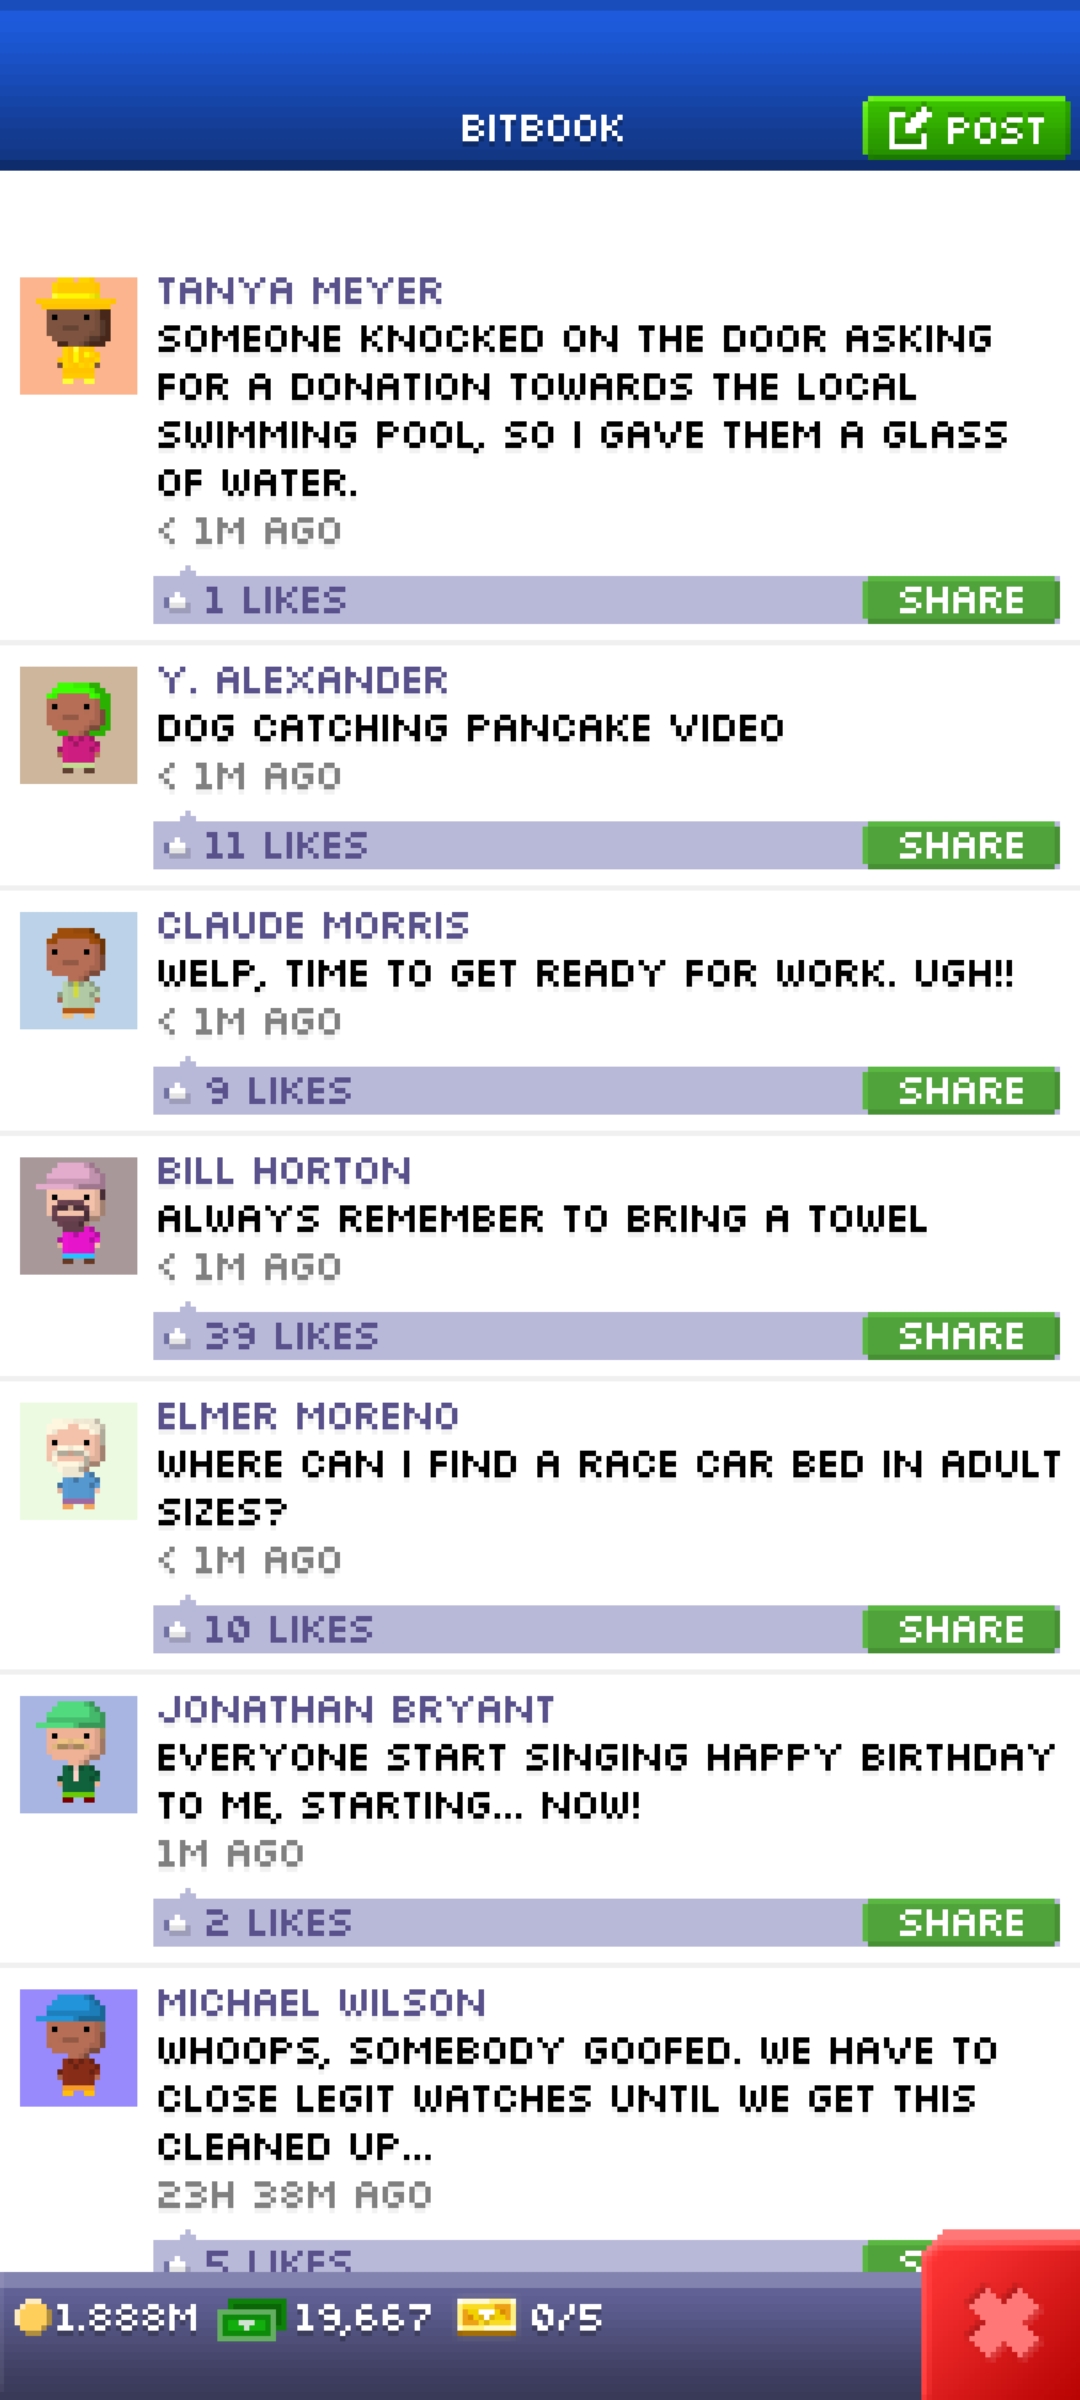 BITBOOK
POST
TANYA MEYER
SOMEONE KNOCKED ON THE DOOR ASKING
FOR A DONATION TOWARDS THE LOCAL
SWIMMING POOL, SO I GAVE THEM A GLASS
OF WATER.
< 1M AGO
1 LIKES
SHARE
Y. ALEXANDER
DOG CATCHING PANCAKE VIDEO
< 1M AGO
11 LIKES
SHARE
CLAUDE MORRIS
WELP, TIME TO GET READY FOR WORK. UGH!!
< 1M AGO
9 LIKES
SHARE
BILL HORTON
ALWAYS REMEMBER TO BRING A TOWEL
< 1M AGO
39 LIKES
SHARE
ELMER MORENO
WHERE CAN I FIND A RACE CAR BED IN ADULT
SIZES?
< 1M AGO
10 LIKES
SHARE
JONATHAN BRYANT
EVERYONE START SINGING HAPPY BIRTHDAY
TO ME, STARTING... NOW!
1M AGO
2 LIKES
SHARE
MICHAEL WILSON
WHOOPS, SOMEBODY GOOFED. WE HAVE TO
CLOSE LEGIT WATCHES UNTIL WE GET THIS
CLEANED UP...
23H 38M AGO
5 LIKES
1.888M
19,667
0/5